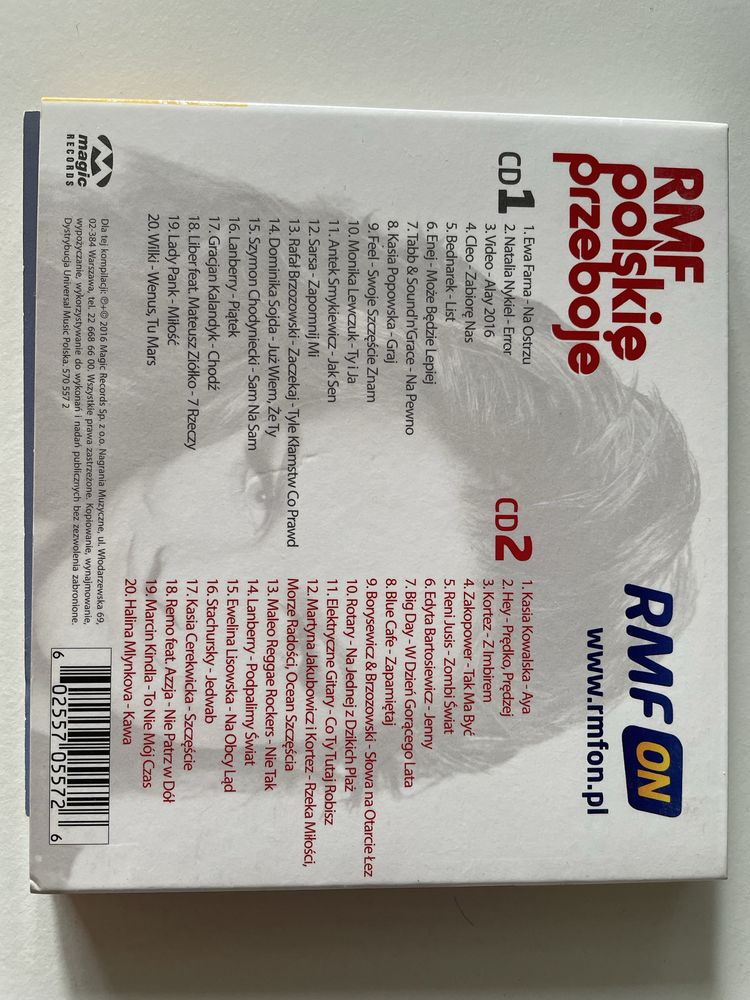 RMF
polskie
przeboje
RMF ON
www.rmfon.pl
CD1
1. Ewa Farna - Na Ostrzu
2. Natalia Nykiel - Error
3. Video - Alay 2016
4. Cleo - Zabiorę Nas
5. Bednarek - List
6. Enej - Może Będzie Lepiej
7. Tabb & Sound'n'Grace - Na Pewno
8. Kasia Popowska - Graj
9. Feel - Swoje Szczęście Znam
10. Monika Lewczuk - Ty i Ja
11. Antek Smykiewicz - Jak Sen
12. Sarsa - Zapomnij Mi
13. Rafał Brzozowski - Zaczekaj - Tyle Kłamstw Co Prawd
14. Dominika Sojda - Już Wiem, Że Ty
15. Szymon Chodyniecki - Sam Na Sam
16. Lanberry - Piątek
17. Gracjan Kalandyk - Chodź
18. Liber feat. Mateusz Ziółko - 7 Rzeczy
19. Lady Pank - Miłość
20. Wilki - Wenus, Tu Mars
CD2
1. Kasia Kowalska - Aya
2. Hey - Prędko, Prędzej
3. Kortez - Z Imbirem
4. Zakopower - Tak Ma Być
5. Reni Jusis - Zombi Świat
6. Edyta Bartosiewicz - Jenny
7. Big Day - W Dzień Gorącego Lata
8. Blue Cafe - Zapamiętaj
9. Borysewicz & Brzozowski - Słowa na Otarcie Łez
10. Rotary - Na Jednej z Dzikich Plaż
11. Elektryczne Gitary - Co Ty Tutaj Robisz
12. Martyna Jakubowicz i Kortez - Rzeka Miłości,
Morze Radości, Ocean Szczęścia
13. Maleo Reggae Rockers - Nie Tak
14. Lanberry - Podpalimy Świat
15. Ewelina Lisowska - Na Obcy Ląd
16. Stachursky - Jedwab
17. Kasia Cerekwicka - Szczęście
18. Remo feat. Azzja - Nie Patrz w Dół
19. Marcin Kindla - To Nie Mój Czas
20. Halina Mlynkova - Kawa
magic
RECORDS
Dla tej kompilacji: ℗+© 2016 Magic Records Sp. z o.o. Nagrania Muzyczne, ul. Włodarzewska 69,
02-384 Warszawa, tel. 22 668 66 00. Wszystkie prawa zastrzeżone. Kopiowanie, wynajmowanie,
wypożyczanie, wykorzystywanie do wykonań i nadań publicznych bez zezwolenia zabronione.
Dystrybucja Universal Music Polska. 570 557 2
6 02557 05572 6